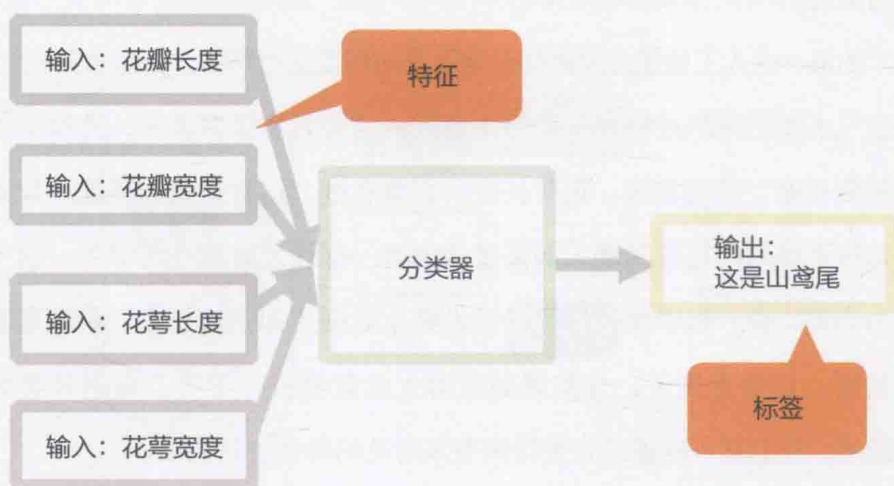 输入：花瓣长度
特征
输入：花瓣宽度
分类器
输出：
这是山鸢尾
输入：花萼长度
标签
输入：花萼宽度